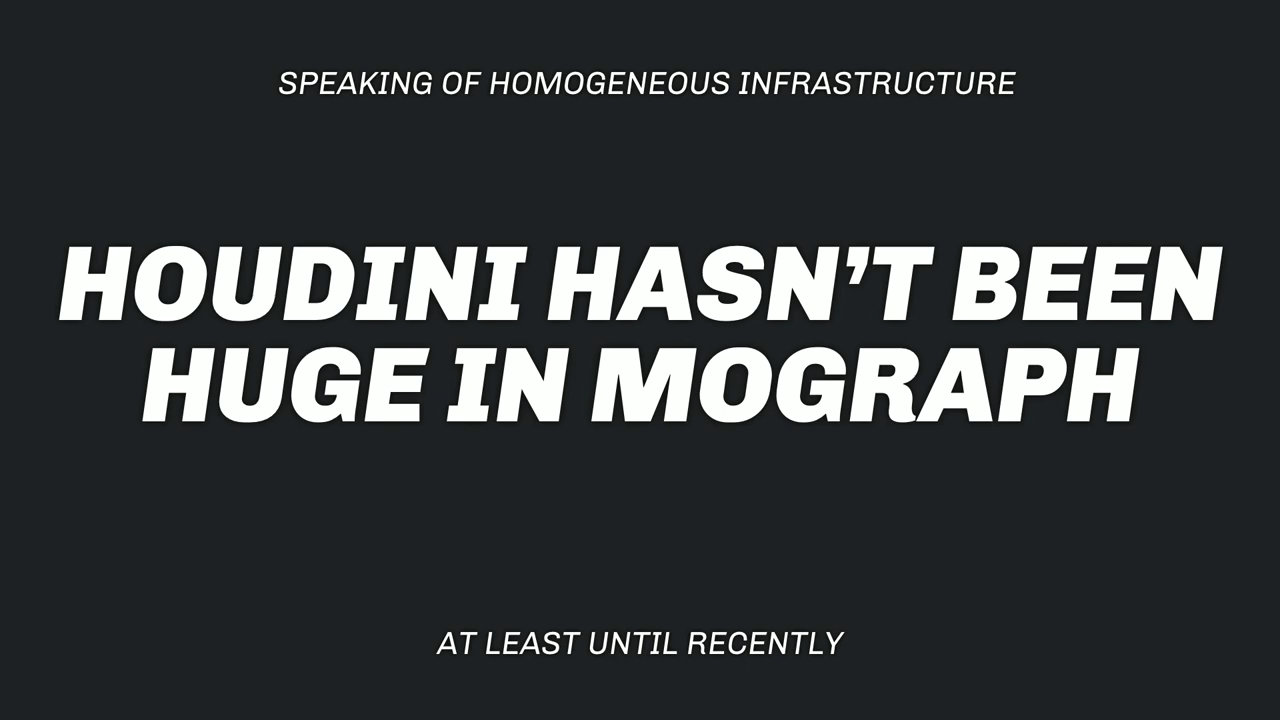 SPEAKING OF HOMOGENEOUS INFRASTRUCTURE
HOUDINI HASN’T BEEN
HUGE IN MOGRAPH
AT LEAST UNTIL RECENTLY